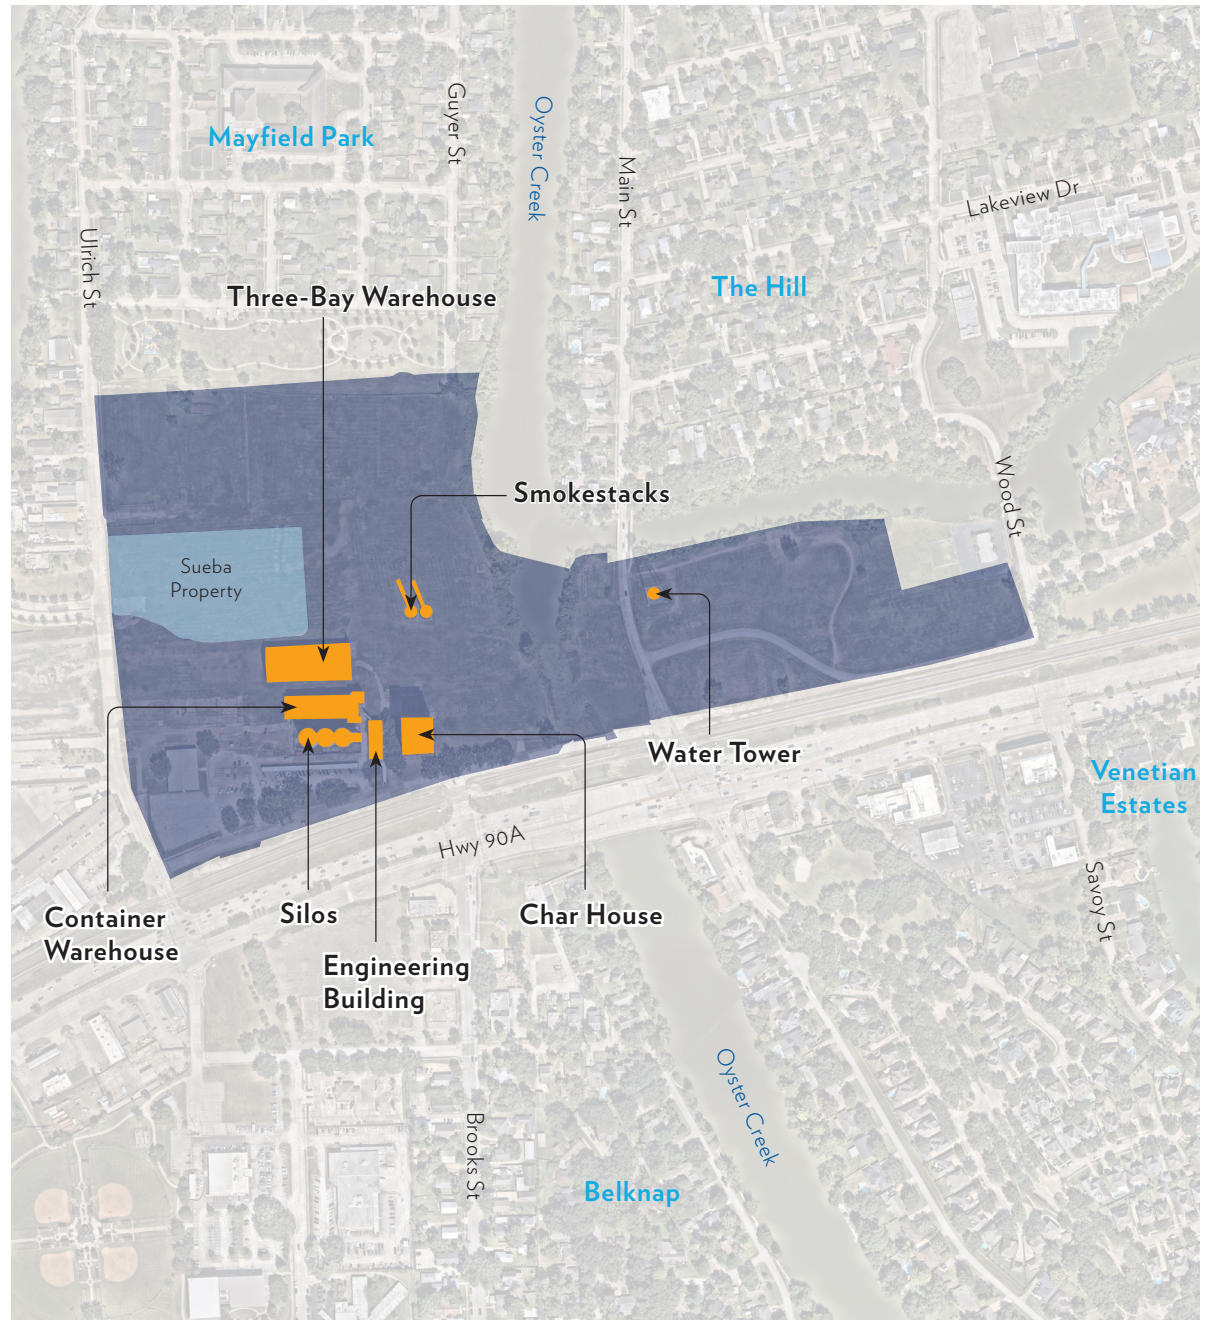 Guyer St
Oyster Creek
Mayfield Park
Main St
Lakeview Dr
Ulrich St
The Hill
Three-Bay Warehouse
Smokestacks
Wood St
Sueba
Property
Water Tower
Venetian
Estates
Hwy 90A
Savoy St
Container
Warehouse
Silos
Char House
Engineering
Building
Oyster Creek
Brooks St
Belknap